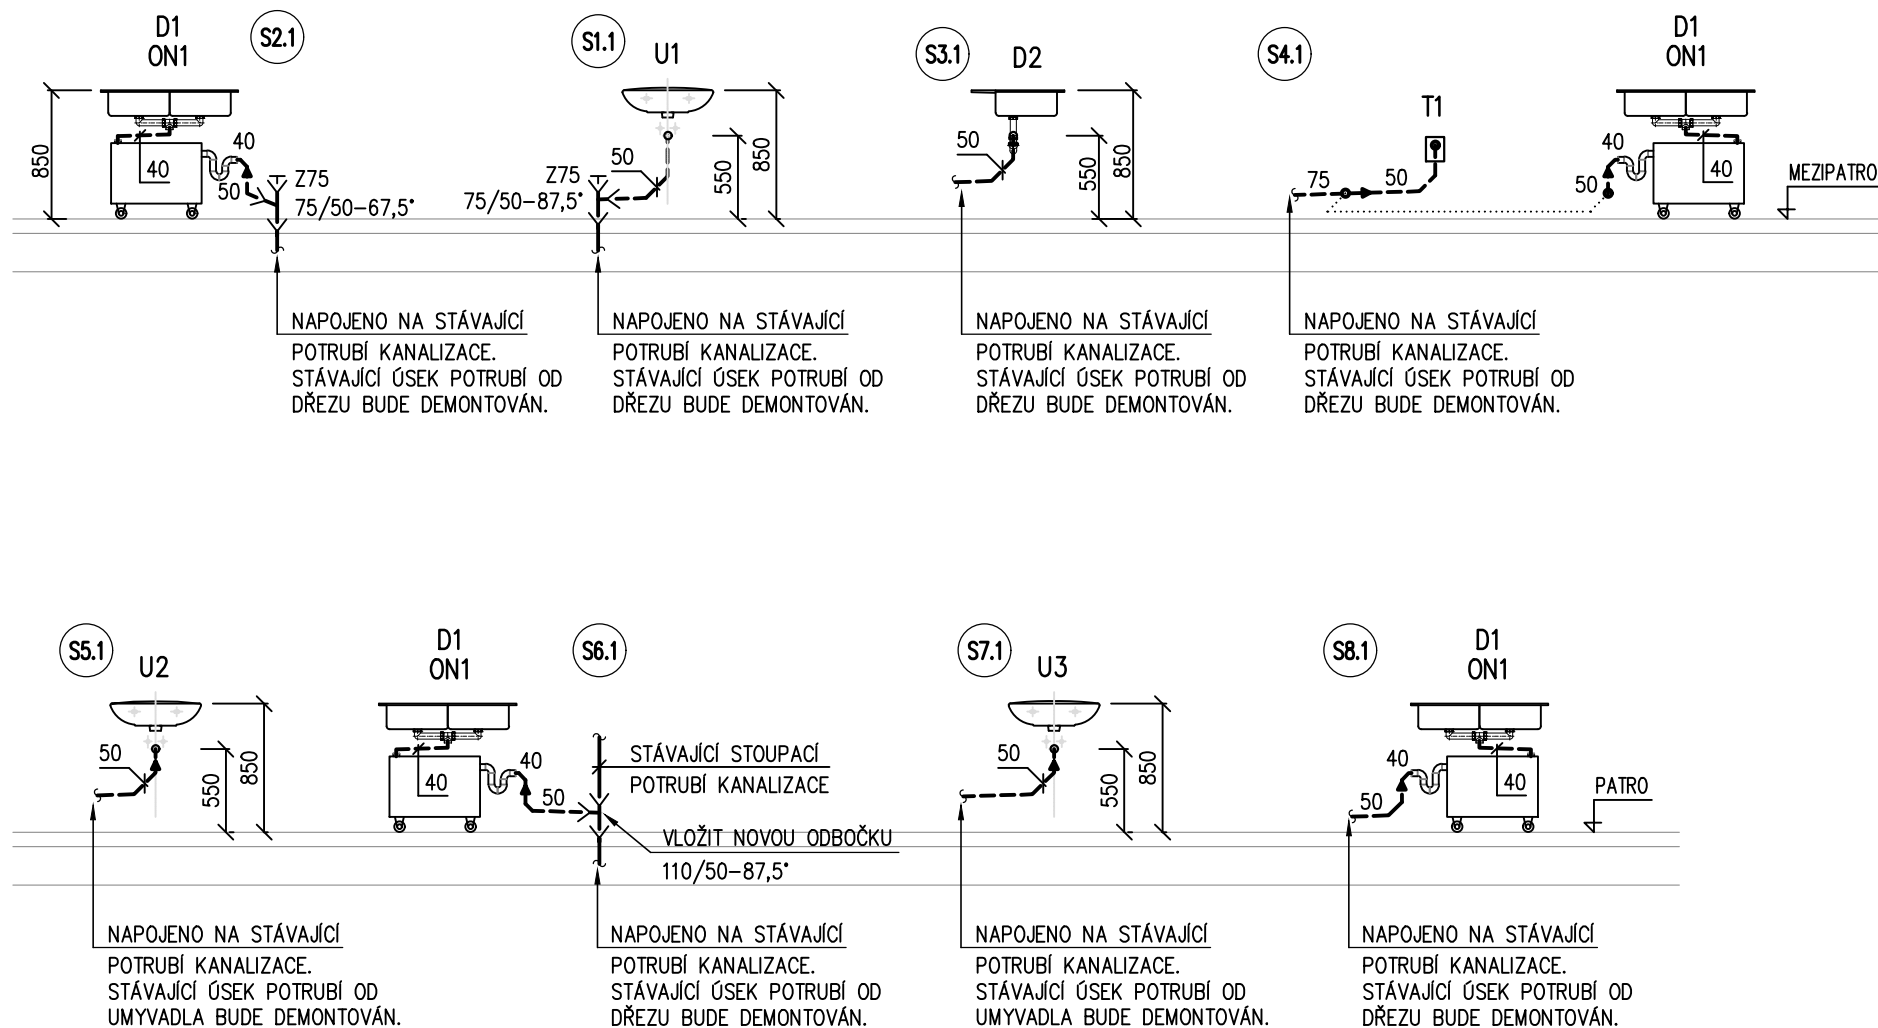 D1
ON1
S2.1
850
40
40
50
Z75
75/50-67,5°
NAPOJENO NA STÁVAJÍCÍ
POTRUBÍ KANALIZACE.
STÁVAJÍCÍ ÚSEK POTRUBÍ OD
DŘEZU BUDE DEMONTOVÁN.
S1.1
U1
50
Z75
75/50-87,5°
550
850
NAPOJENO NA STÁVAJÍCÍ
POTRUBÍ KANALIZACE.
STÁVAJÍCÍ ÚSEK POTRUBÍ OD
DŘEZU BUDE DEMONTOVÁN.
S3.1
D2
50
550
850
NAPOJENO NA STÁVAJÍCÍ
POTRUBÍ KANALIZACE.
STÁVAJÍCÍ ÚSEK POTRUBÍ OD
DŘEZU BUDE DEMONTOVÁN.
S4.1
T1
75
50
D1
ON1
40
50
40
MEZIPATRO
NAPOJENO NA STÁVAJÍCÍ
POTRUBÍ KANALIZACE.
STÁVAJÍCÍ ÚSEK POTRUBÍ OD
DŘEZU BUDE DEMONTOVÁN.
S5.1
U2
50
550
850
NAPOJENO NA STÁVAJÍCÍ
POTRUBÍ KANALIZACE.
STÁVAJÍCÍ ÚSEK POTRUBÍ OD
UMYVADLA BUDE DEMONTOVÁN.
D1
ON1
S6.1
40
40
50
STÁVAJÍCÍ STOUPACÍ
POTRUBÍ KANALIZACE
VLOŽIT NOVOU ODBOČKU
110/50-87,5°
NAPOJENO NA STÁVAJÍCÍ
POTRUBÍ KANALIZACE.
STÁVAJÍCÍ ÚSEK POTRUBÍ OD
DŘEZU BUDE DEMONTOVÁN.
S7.1
U3
50
550
850
NAPOJENO NA STÁVAJÍCÍ
POTRUBÍ KANALIZACE.
STÁVAJÍCÍ ÚSEK POTRUBÍ OD
UMYVADLA BUDE DEMONTOVÁN.
S8.1
D1
ON1
40
50
40
PATRO
NAPOJENO NA STÁVAJÍCÍ
POTRUBÍ KANALIZACE.
STÁVAJÍCÍ ÚSEK POTRUBÍ OD
DŘEZU BUDE DEMONTOVÁN.